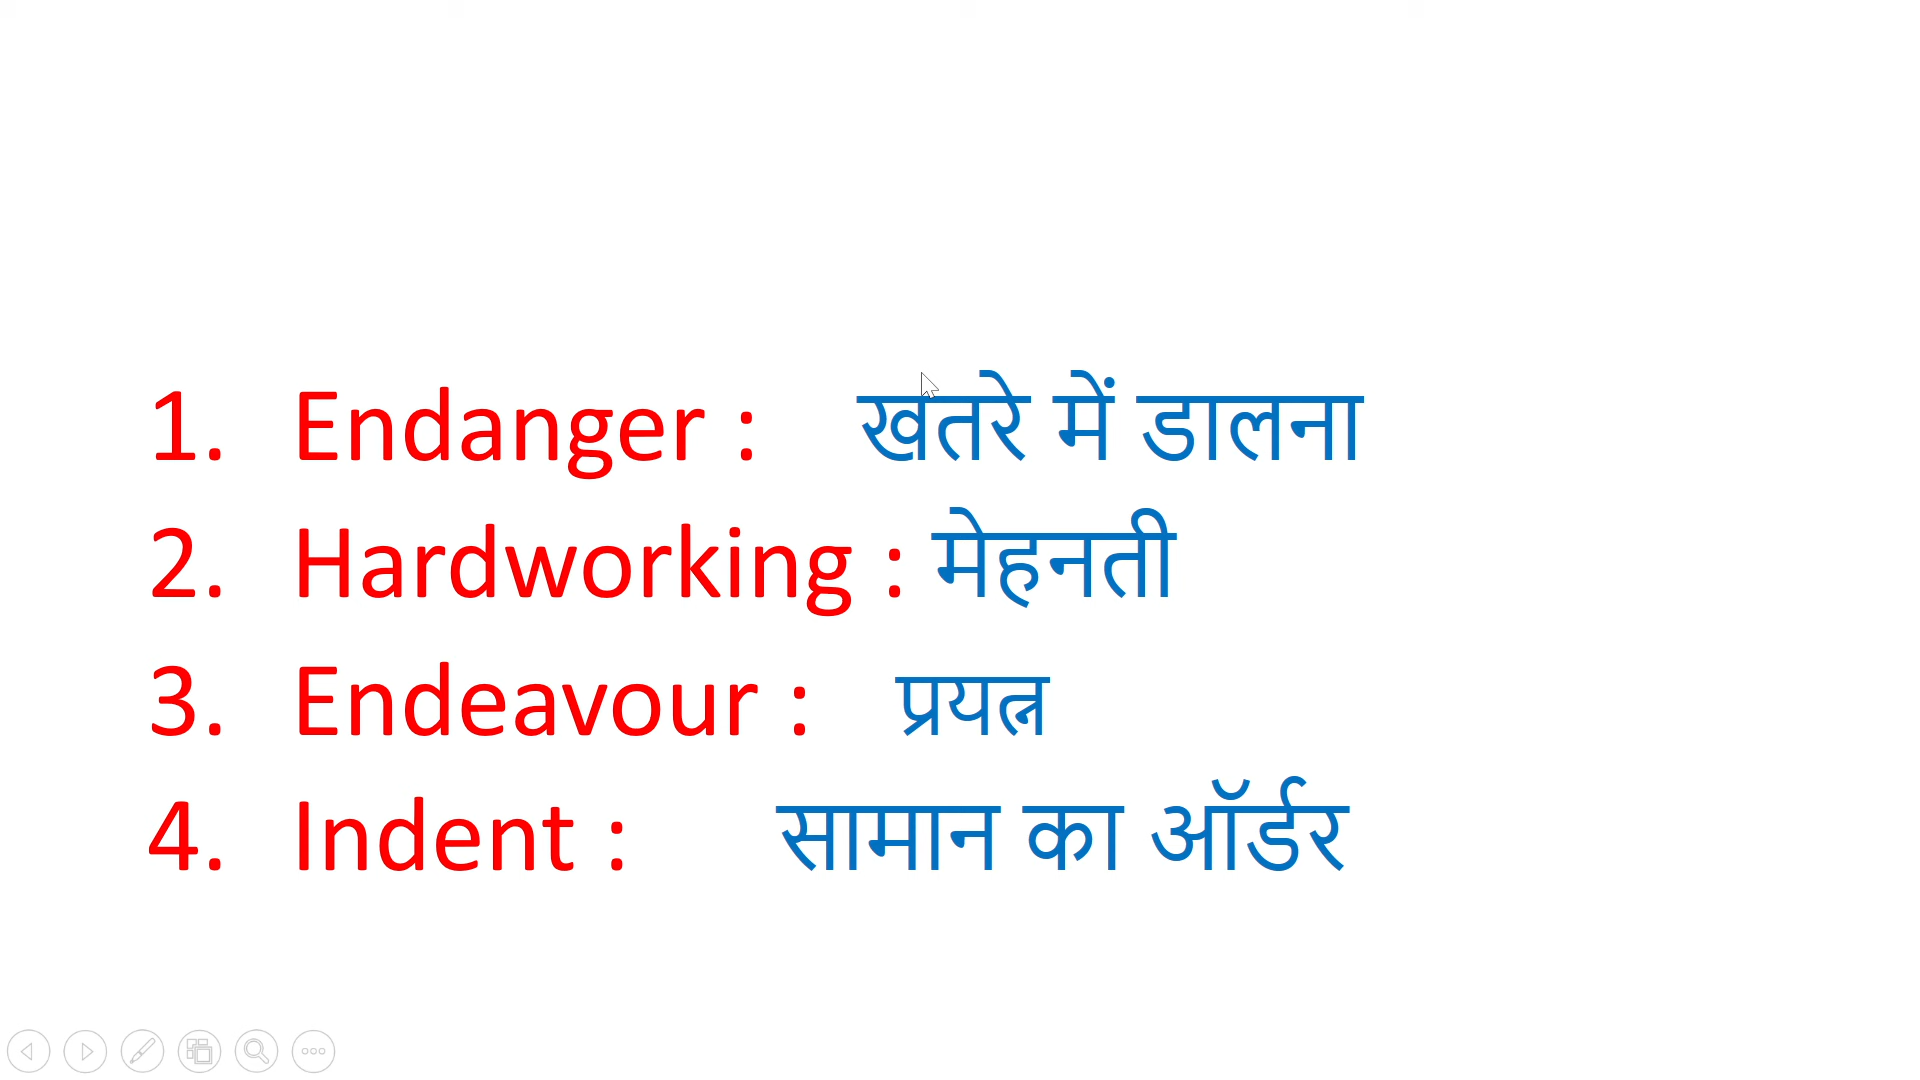 1. Endanger : खतरे में डालना
2. Hardworking : मेहनती
3. Endeavour : प्रयत्न
4. Indent : सामान का ऑर्डर